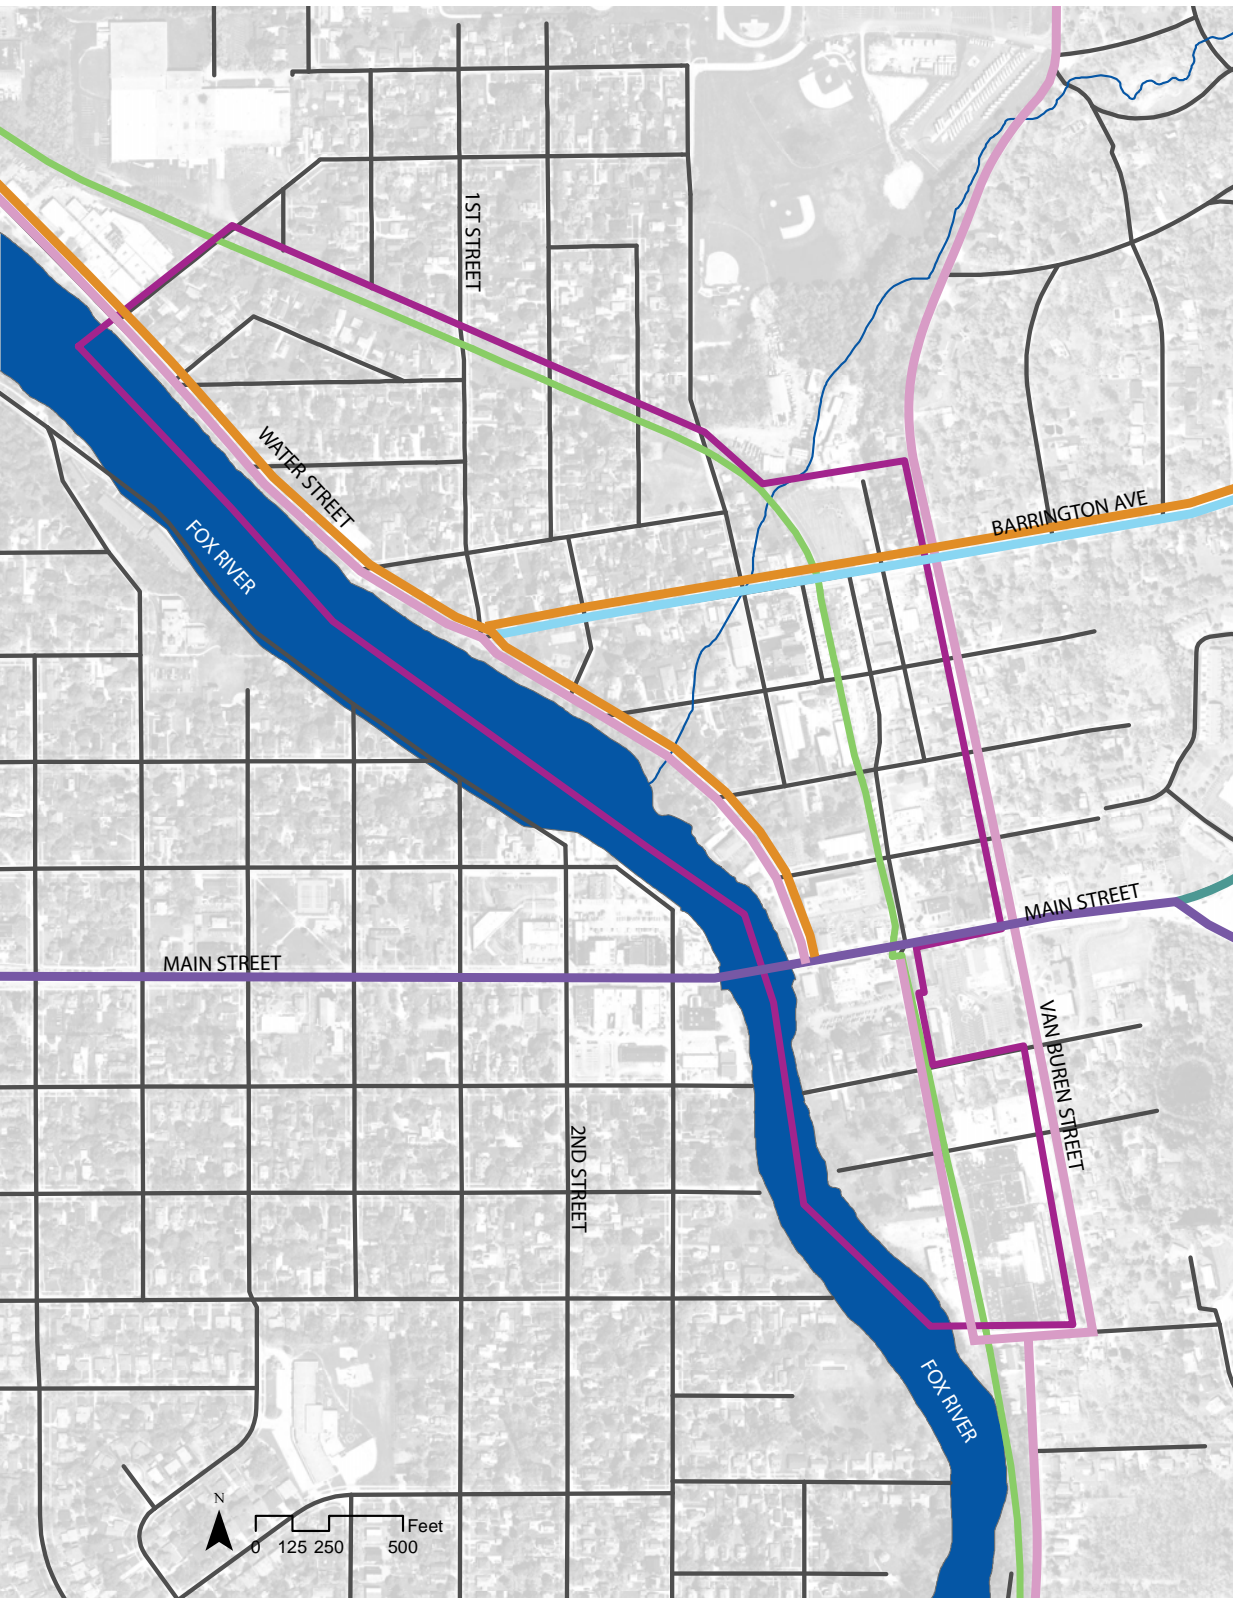 1ST STREET
WATER STREET
BARRINGTON AVE
FOX RIVER
MAIN STREET
MAIN STREET
VAN BUREN STREET
2ND STREET
FOX RIVER
N
Feet
0 125 250 500